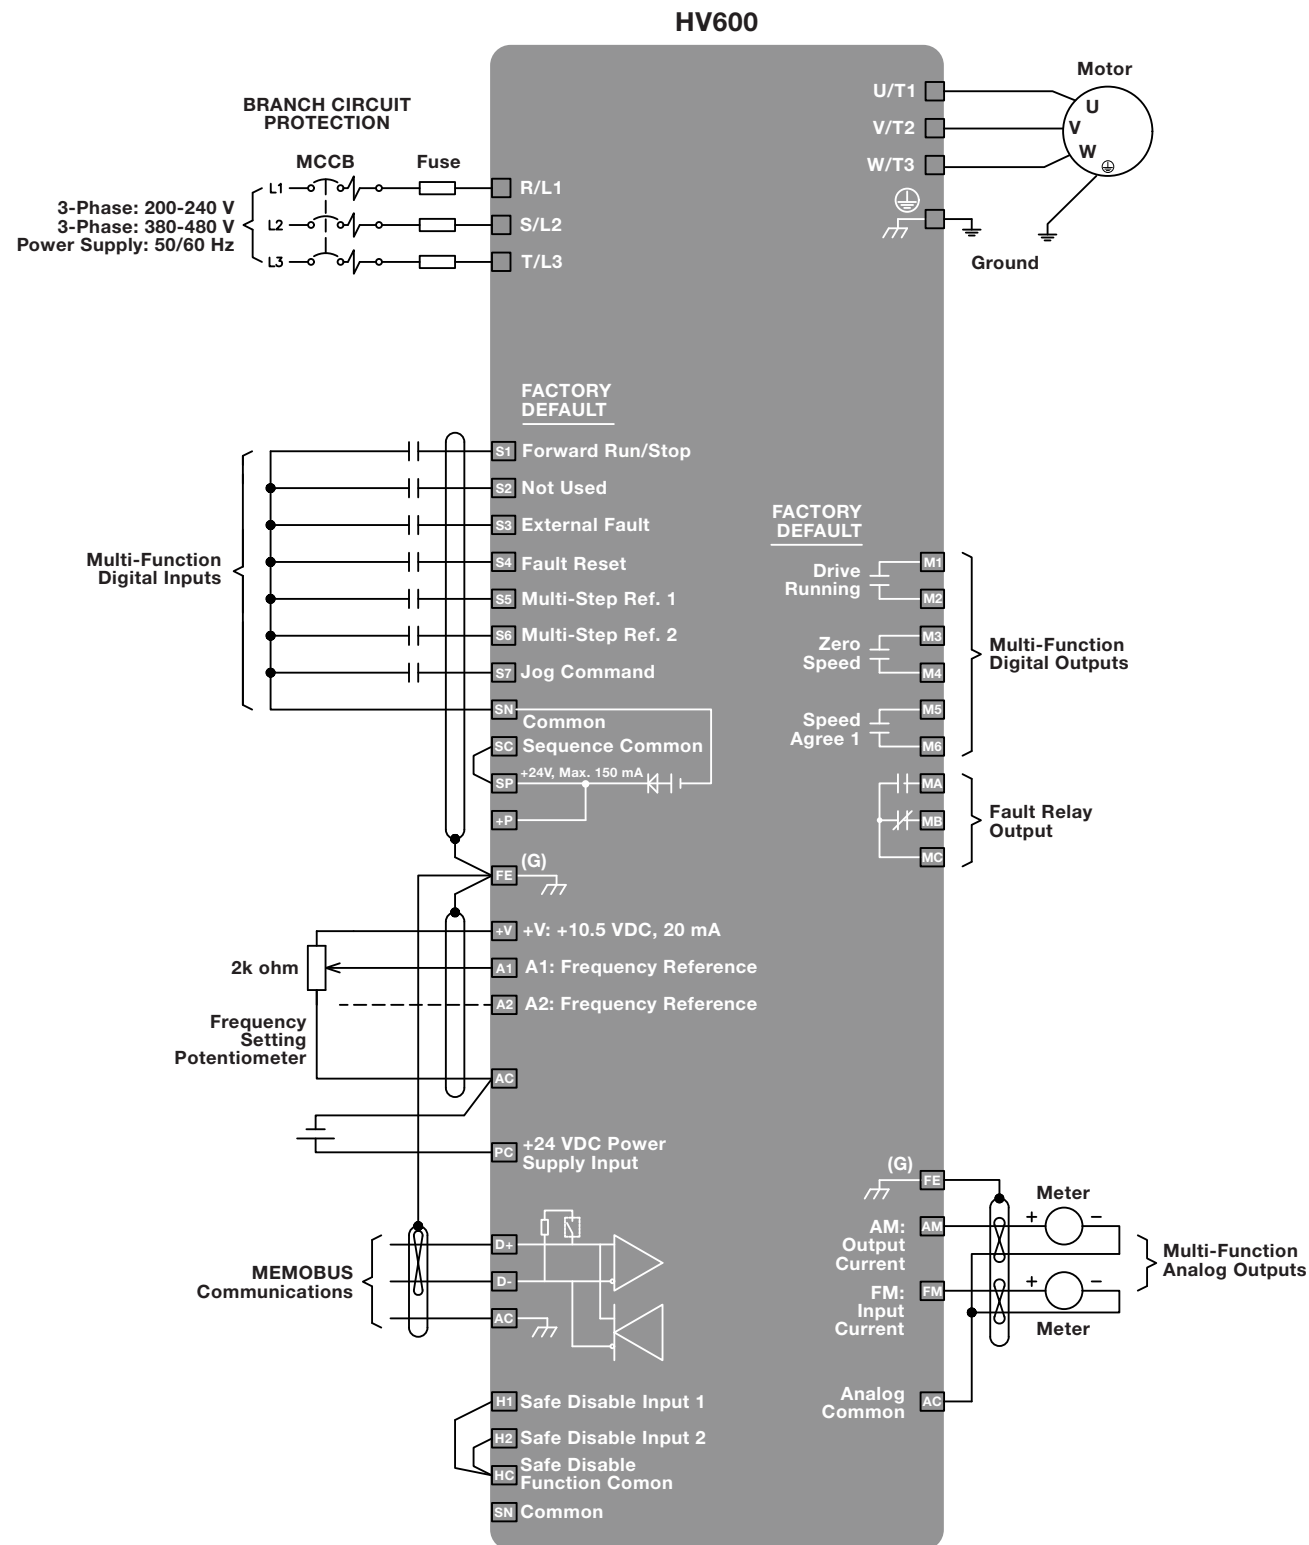 HV600
BRANCH CIRCUIT
PROTECTION
MCCB
Fuse
L1
L2
L3
3-Phase: 200-240 V
3-Phase: 380-480 V
Power Supply: 50/60 Hz
R/L1
S/L2
T/L3
U/T1
V/T2
W/T3
Motor
U
V
W
Ground
FACTORY
DEFAULT
Multi-Function
Digital Inputs
S1 Forward Run/Stop
S2 Not Used
S3 External Fault
S4 Fault Reset
S5 Multi-Step Ref. 1
S6 Multi-Step Ref. 2
S7 Jog Command
SN
Common
SC Sequence Common
SP +24V, Max. 150 mA
+P
FACTORY
DEFAULT
Drive
Running
M1
M2
Zero
Speed
M3
M4
Speed
Agree 1
M5
M6
Multi-Function
Digital Outputs
MA
MB
MC
Fault Relay
Output
FE (G)
+V +V: +10.5 VDC, 20 mA
2k ohm
A1 A1: Frequency Reference
A2 A2: Frequency Reference
Frequency
Setting
Potentiometer
AC
PC +24 VDC Power
Supply Input
MEMOBUS
Communications
D+
D-
AC
(G) FE
AM:
Output
Current
AM
FM:
Input
Current
FM
Meter
+ −
+ −
Meter
Multi-Function
Analog Outputs
Analog
Common
AC
H1 Safe Disable Input 1
H2 Safe Disable Input 2
HC Safe Disable
Function Comon
SN Common